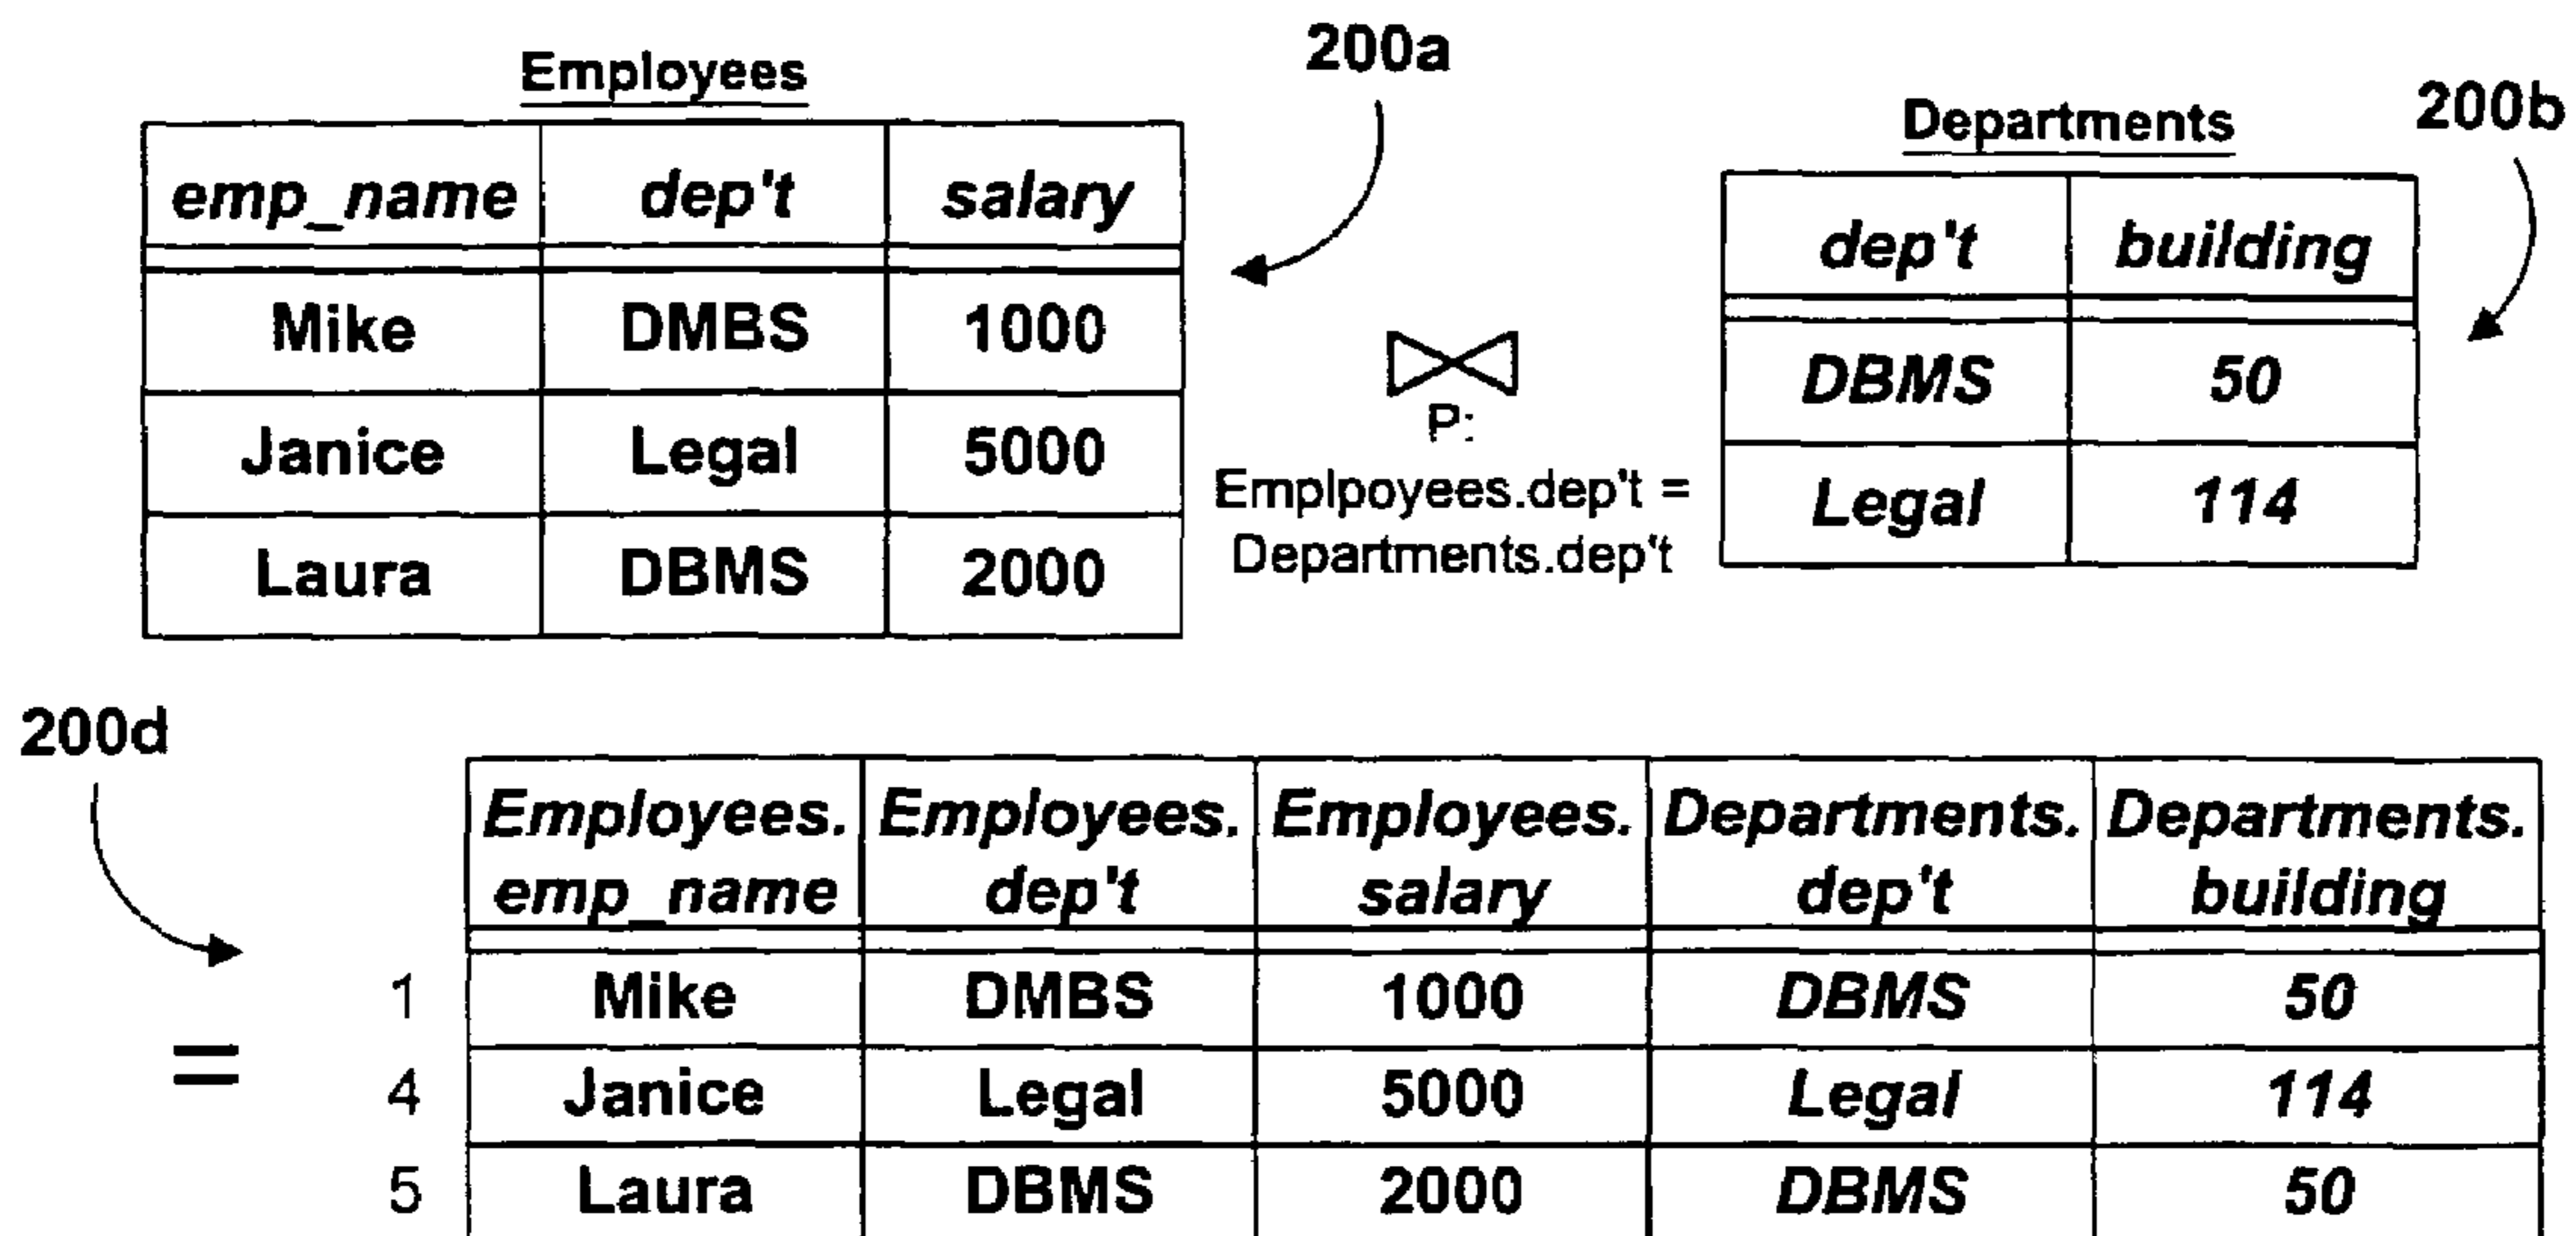 Employees
200a
emp_name dep't salary
Mike DMBS 1000
Janice Legal 5000
Laura DBMS 2000
P:
Emplpoyees.dep't =
Departments.dep't
Departments
200b
dep't building
DBMS 50
Legal 114
200d
=
Employees. Employees. Employees. Departments. Departments.
emp_name dep't salary dep't building
1 Mike DMBS 1000 DBMS 50
4 Janice Legal 5000 Legal 114
5 Laura DBMS 2000 DBMS 50